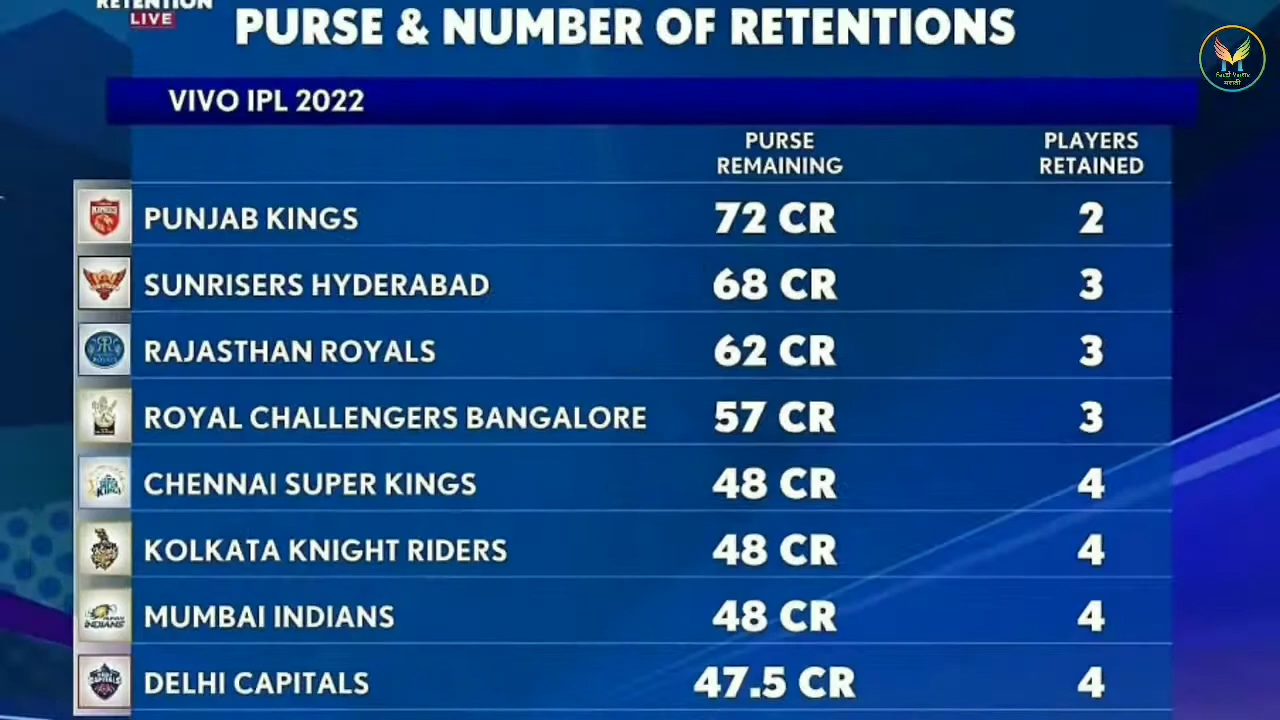 RETENTION
LIVE
PURSE & NUMBER OF RETENTIONS
VIVO IPL 2022
PURSE REMAINING
PLAYERS RETAINED
PUNJAB KINGS 72 CR 2
SUNRISERS HYDERABAD 68 CR 3
RAJASTHAN ROYALS 62 CR 3
ROYAL CHALLENGERS BANGALORE 57 CR 3
CHENNAI SUPER KINGS 48 CR 4
KOLKATA KNIGHT RIDERS 48 CR 4
MUMBAI INDIANS 48 CR 4
DELHI CAPITALS 47.5 CR 4
मराठी